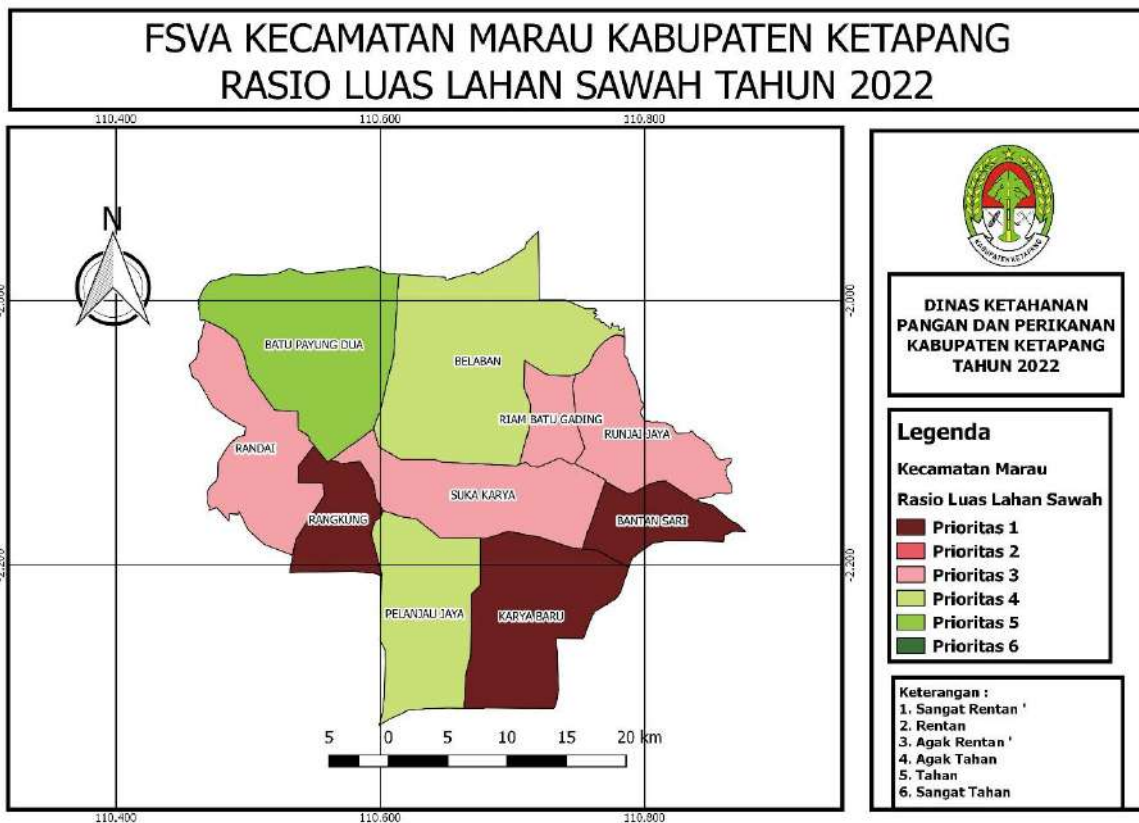 FSVA KECAMATAN MARAU KABUPATEN KETAPANG
RASIO LUAS LAHAN SAWAH TAHUN 2022
110.400
110.600
110.800
N
-2.000
-2.000
BATU PAYUNG DUA
BELABAN
RIAM BATU GADING
RUNJAI JAYA
RANDAI
SUKA KARYA
RANGKUNG
BANTAN SARI
-2.200
-2.200
PELANJAU JAYA
KARYA BARU
5 0 5 10 15 20 km
110.400
110.600
110.800
KABUPATEN KETAPANG
DINAS KETAHANAN
PANGAN DAN PERIKANAN
KABUPATEN KETAPANG
TAHUN 2022
Legenda
Kecamatan Marau
Rasio Luas Lahan Sawah
Prioritas 1
Prioritas 2
Prioritas 3
Prioritas 4
Prioritas 5
Prioritas 6
Keterangan :
1. Sangat Rentan '
2. Rentan
3. Agak Rentan '
4. Agak Tahan
5. Tahan
6. Sangat Tahan